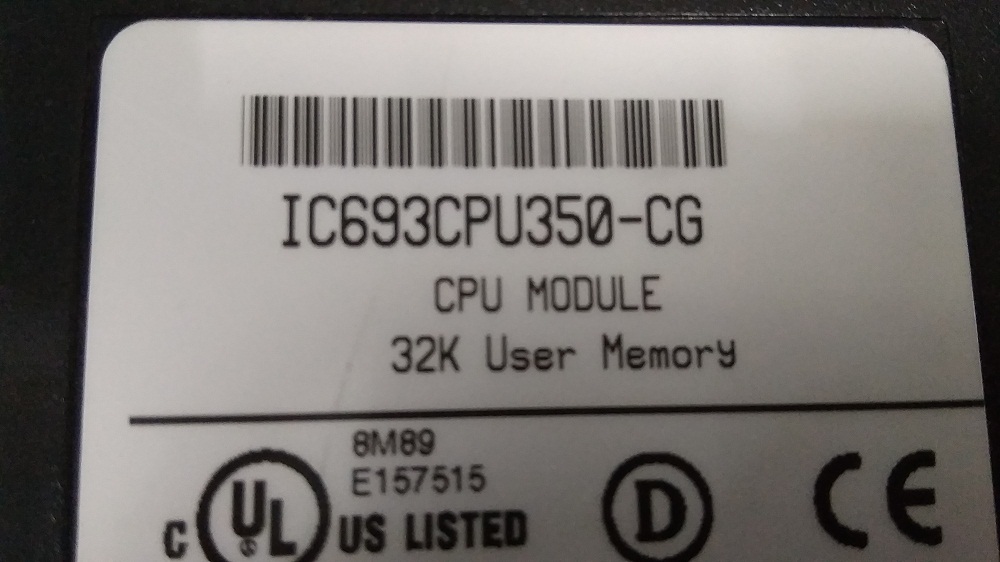 IC693CPU350-CG
CPU MODULE
32K User Memory
8M89
E157515
C UL US LISTED
D
CE